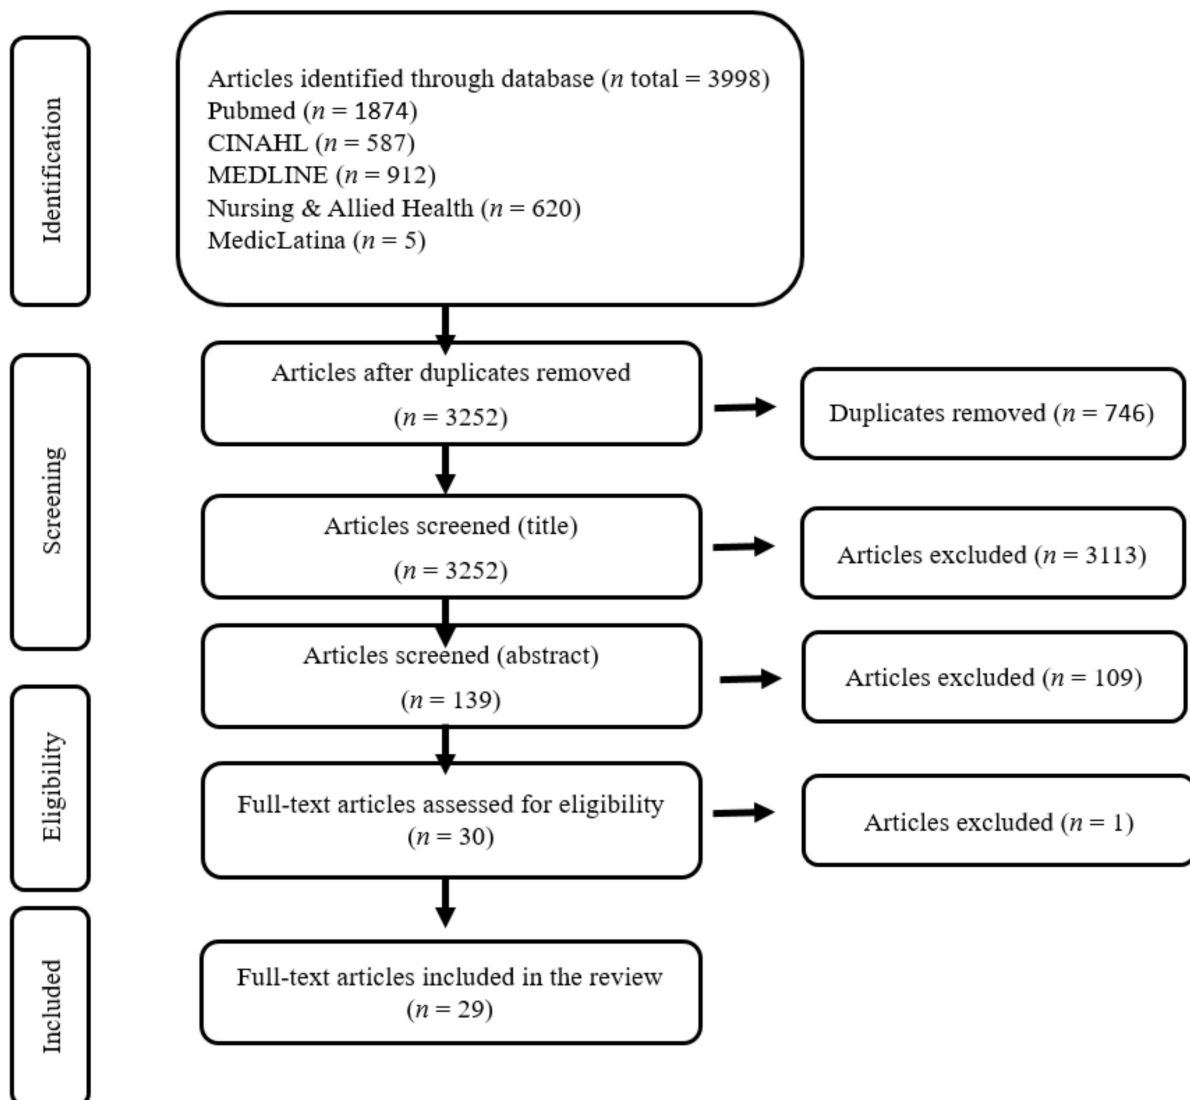 Identification
Articles identified through database (n total = 3998)
Pubmed (n = 1874)
CINAHL (n = 587)
MEDLINE (n = 912)
Nursing & Allied Health (n = 620)
MedicLatina (n = 5)
Screening
Articles after duplicates removed
(n = 3252)
Duplicates removed (n = 746)
Articles screened (title)
(n = 3252)
Articles excluded (n = 3113)
Articles screened (abstract)
(n = 139)
Articles excluded (n = 109)
Eligibility
Full-text articles assessed for eligibility
(n = 30)
Articles excluded (n = 1)
Included
Full-text articles included in the review
(n = 29)